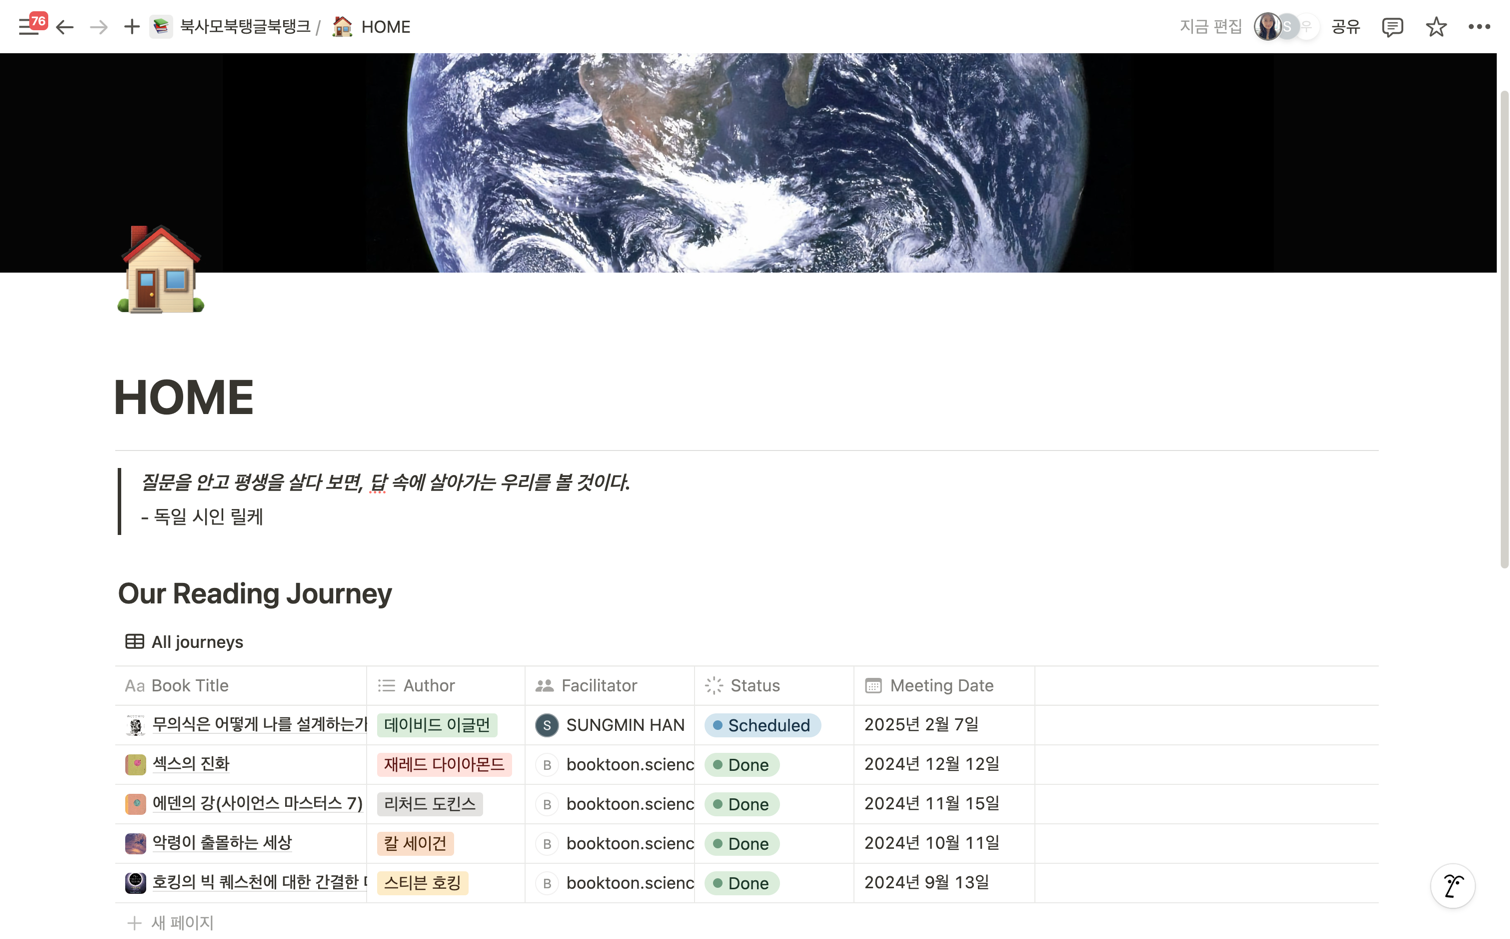 76
북사모북탱글북탱크 / HOME
지금 편집 S 우 공유
HOME
질문을 안고 평생을 살다 보면, 답 속에 살아가는 우리를 볼 것이다.
- 독일 시인 릴케
Our Reading Journey
All journeys
Aa Book Title Author Facilitator Status Meeting Date
무의식은 어떻게 나를 설계하는가 데이비드 이글먼 S SUNGMIN HAN Scheduled 2025년 2월 7일
섹스의 진화 재레드 다이아몬드 B booktoon.scienc Done 2024년 12월 12일
에덴의 강(사이언스 마스터스 7) 리처드 도킨스 B booktoon.scienc Done 2024년 11월 15일
악령이 출몰하는 세상 칼 세이건 B booktoon.scienc Done 2024년 10월 11일
호킹의 빅 퀘스천에 대한 간결한 스티븐 호킹 B booktoon.scienc Done 2024년 9월 13일
새 페이지